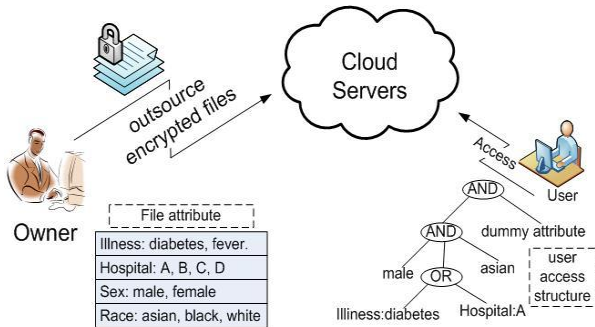 Cloud
Servers
outsource
encrypted files
Access
User
Owner
File attribute
Illness: diabetes, fever.
Hospital: A, B, C, D
Sex: male, female
Race: asian, black, white
AND
AND
dummy attribute
male
OR
asian
Illiness:diabetes
Hospital:A
user
access
structure